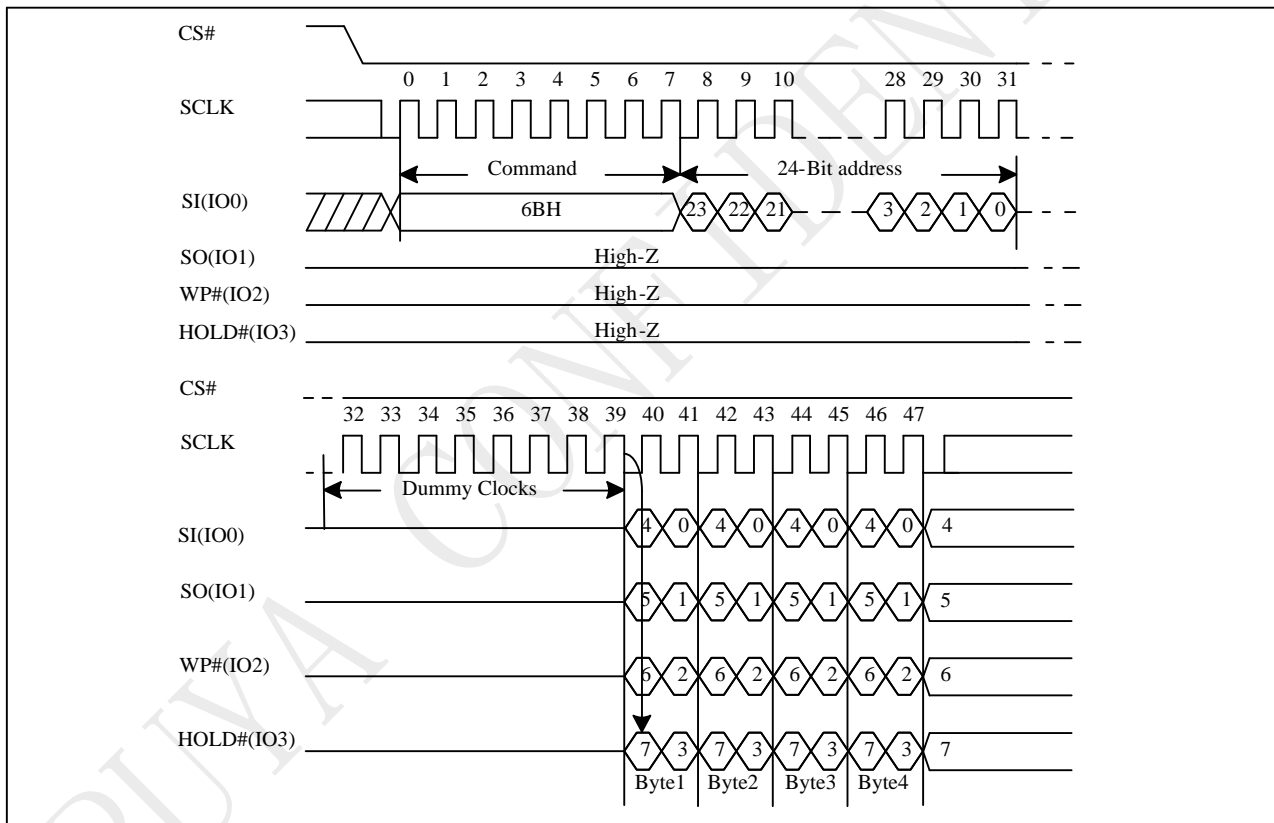 CS#
0 1 2 3 4 5 6 7 8 9 10 28 29 30 31
SCLK
Command 24-Bit address
SI(IO0) 6BH 23 22 21 3 2 1 0
SO(IO1) High-Z
WP#(IO2) High-Z
HOLD#(IO3) High-Z
CS#
32 33 34 35 36 37 38 39 40 41 42 43 44 45 46 47
SCLK
Dummy Clocks
SI(IO0) 4 0 4 0 4 0 4 0 4
SO(IO1) 5 1 5 1 5 1 5 1 5
WP#(IO2) 6 2 6 2 6 2 6 2 6
HOLD#(IO3) 7 3 7 3 7 3 7 3 7
Byte1 Byte2 Byte3 Byte4
PUYA CONFIDENT